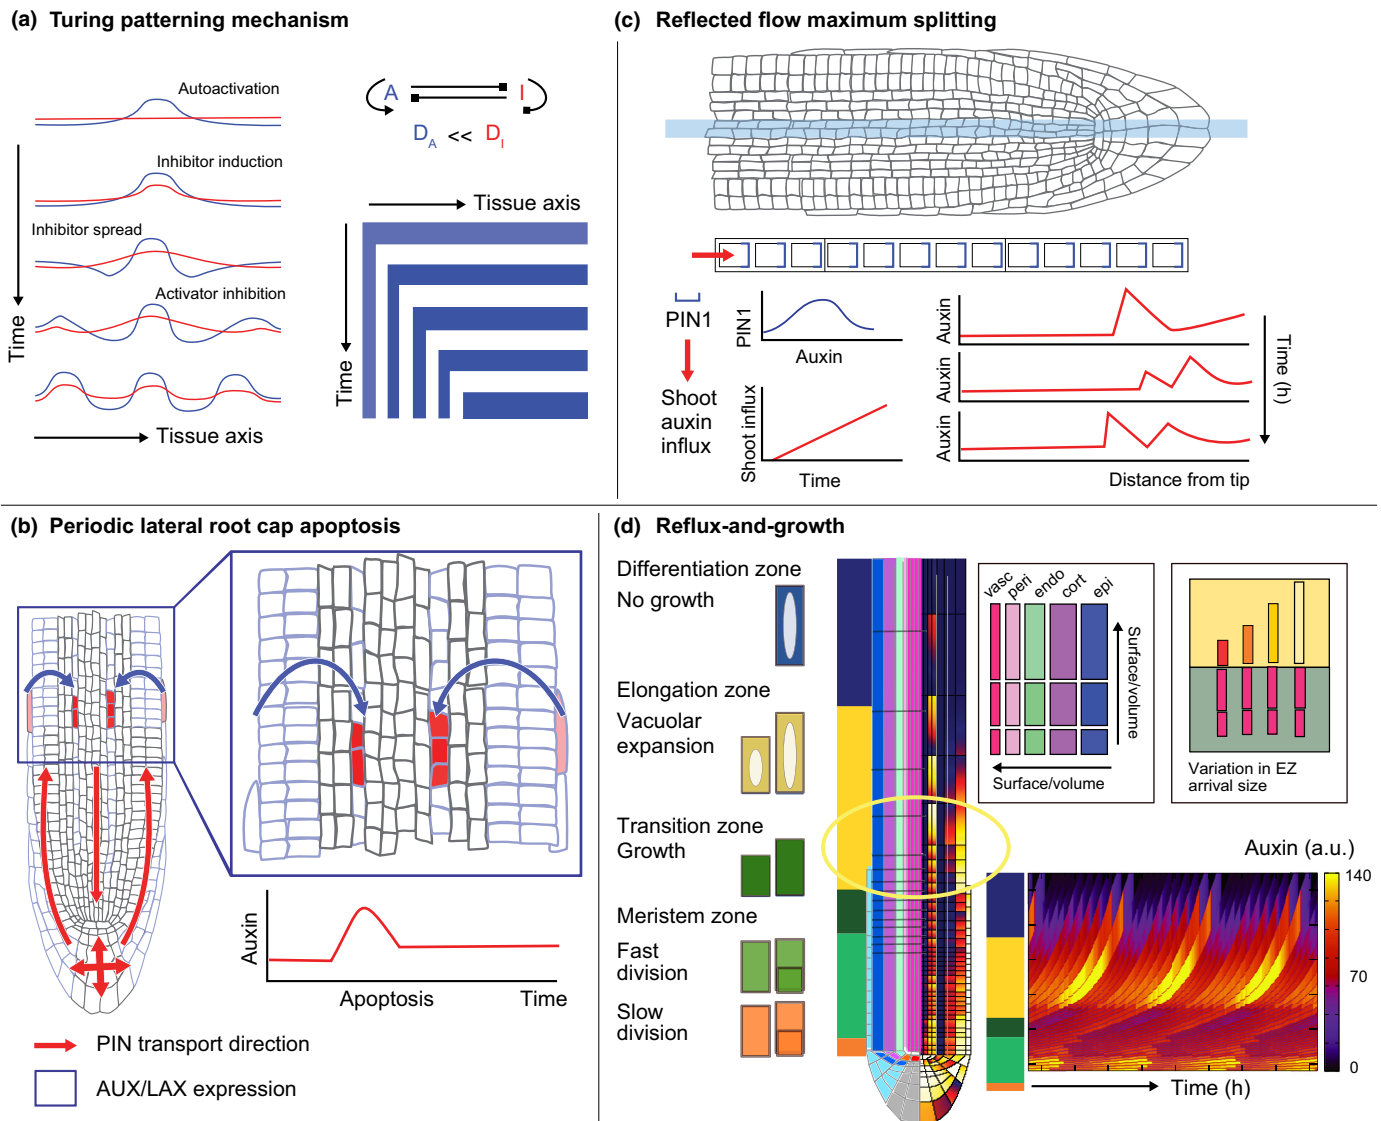 (a) Turing patterning mechanism
Autoactivation
Inhibitor induction
Inhibitor spread
Activator inhibition
Time
Tissue axis
A
I
D_A << D_I
Tissue axis
Time
(c) Reflected flow maximum splitting
PIN1
Shoot
auxin
influx
PIN1
Auxin
Shoot influx
Time
Auxin
Auxin
Auxin
Time (h)
Distance from tip
(b) Periodic lateral root cap apoptosis
Auxin
Apoptosis
Time
PIN transport direction
AUX/LAX expression
(d) Reflux-and-growth
Differentiation zone
No growth
Elongation zone
Vacuolar
expansion
Transition zone
Growth
Meristem zone
Fast
division
Slow
division
vasc
peri
endo
cort
epi
Surface/volume
Surface/volume
Variation in EZ
arrival size
Auxin (a.u.)
140
70
0
Time (h)